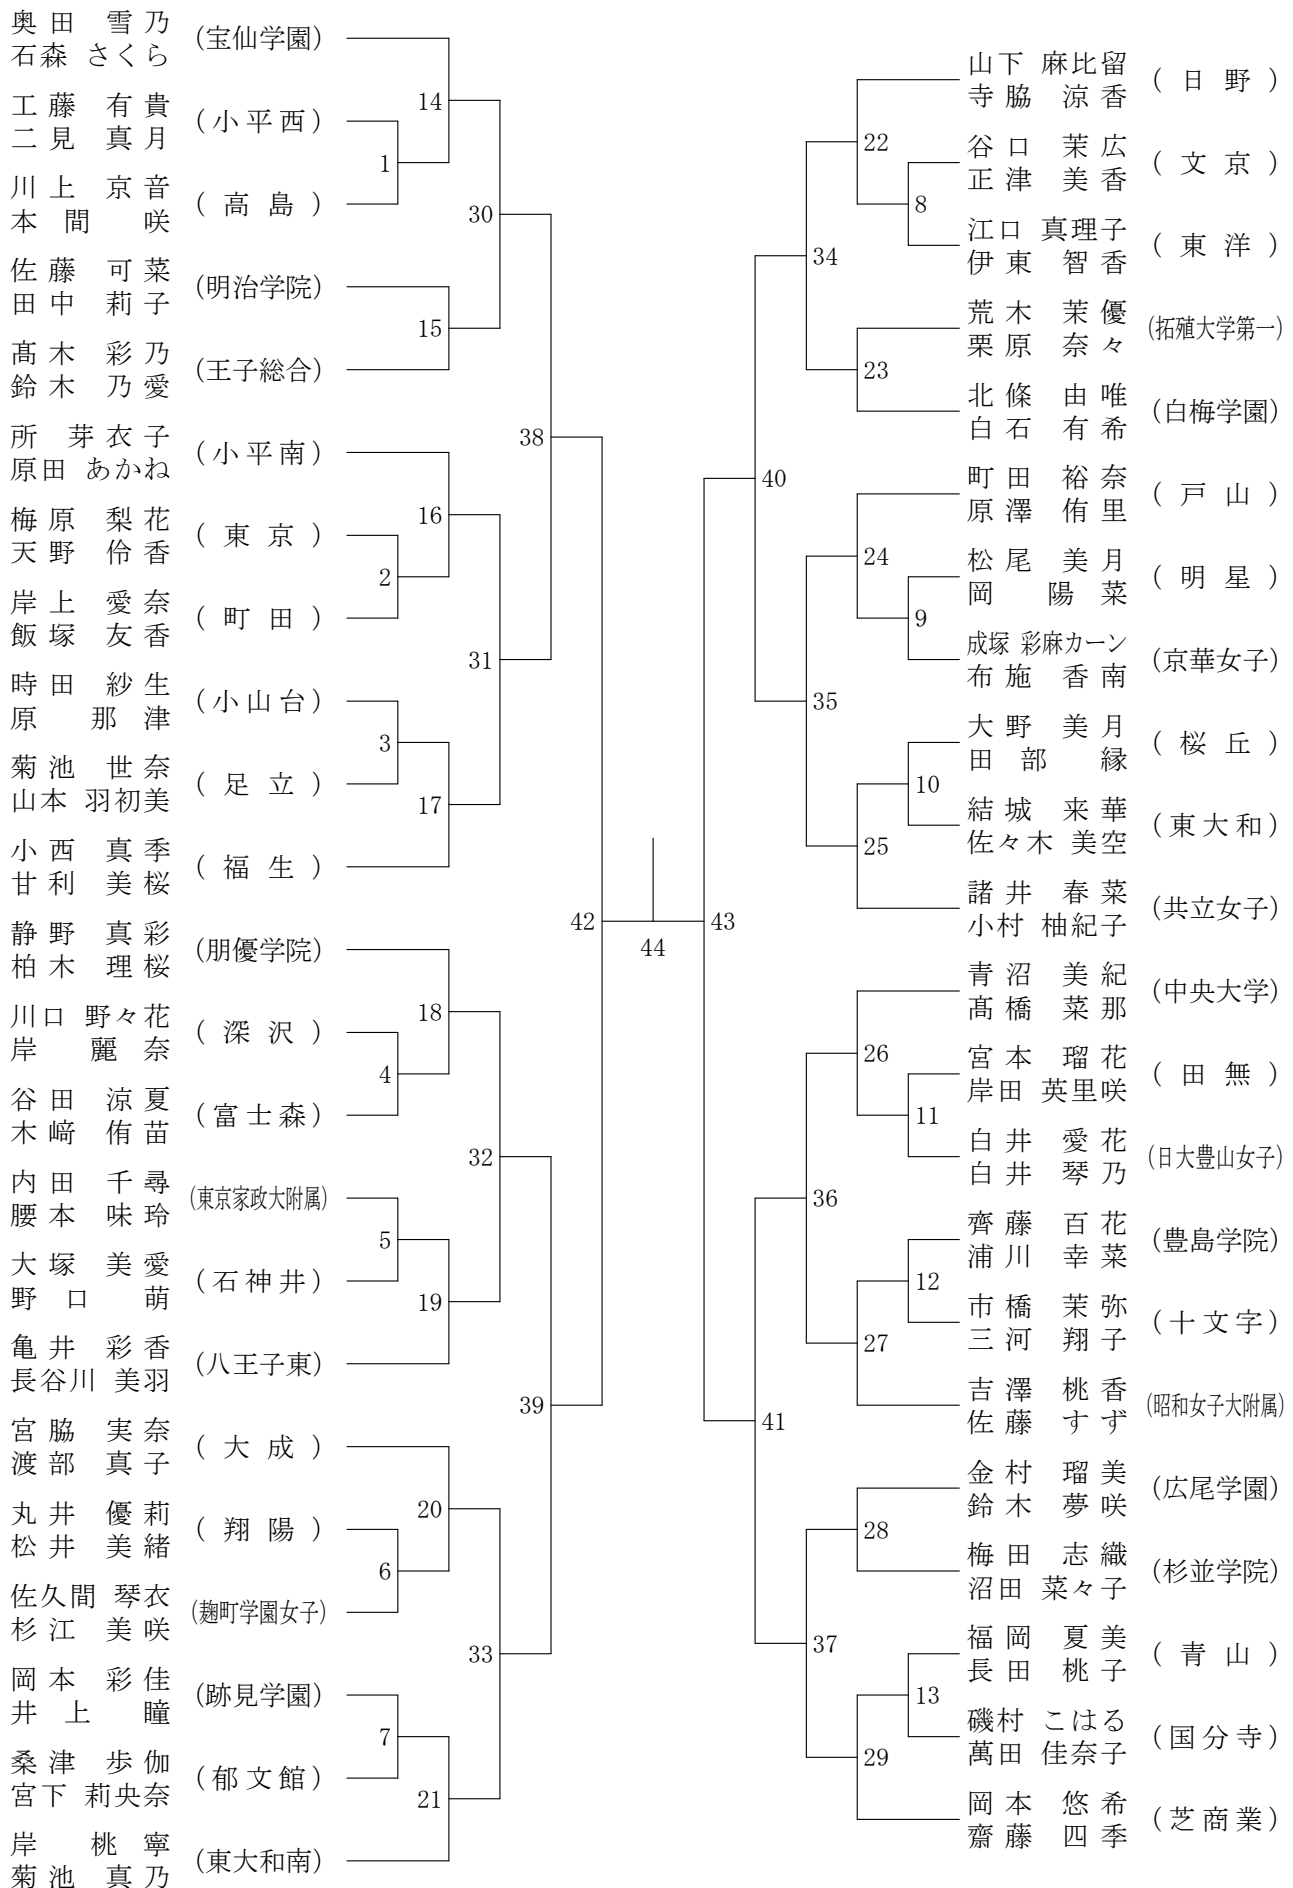 奥田 雪乃
石森 さくら
(宝仙学園)
工藤 有貴
二見 真月
(小平西)
川上 京音
本間 咲
(高島)
佐藤 可菜
田中 莉子
(明治学院)
髙木 彩乃
鈴木 乃愛
(王子総合)
所 芽衣子
原田 あかね
(小平南)
梅原 梨花
天野 伶香
(東京)
岸上 愛奈
飯塚 友香
(町田)
時田 紗生
原 那津
(小山台)
菊池 世奈
山本 羽初美
(足立)
小西 真季
甘利 美桜
(福生)
静野 真彩
柏木 理桜
(朋優学院)
川口 野々花
岸 麗奈
(深沢)
谷田 涼夏
木﨑 侑苗
(富士森)
内田 千尋
腰本 味玲
(東京家政大附属)
大塚 美愛
野口 萌
(石神井)
亀井 彩香
長谷川 美羽
(八王子東)
宮脇 実奈
渡部 真子
(大成)
丸井 優莉
松井 美緒
(翔陽)
佐久間 琴衣
杉江 美咲
(麹町学園女子)
岡本 彩佳
井上 瞳
(跡見学園)
桑津 歩伽
宮下 莉央奈
(郁文館)
岸 桃寧
菊池 真乃
(東大和南)
1
2
3
4
5
6
7
14
15
16
17
18
19
20
21
30
31
32
33
38
39
42
44
43
40
41
34
35
36
37
22
23
24
25
26
27
28
29
8
9
10
11
12
13
山下 麻比留
寺脇 涼香
(日野)
谷口 茉広
正津 美香
(文京)
江口 真理子
伊東 智香
(東洋)
荒木 茉優
栗原 奈々
(拓殖大学第一)
北條 由唯
白石 有希
(白梅学園)
町田 裕奈
原澤 侑里
(戸山)
松尾 美月
岡 陽菜
(明星)
成塚 彩麻カーン
布施 香南
(京華女子)
大野 美月
田部 縁
(桜丘)
結城 来華
佐々木 美空
(東大和)
諸井 春菜
小村 柚紀子
(共立女子)
青沼 美紀
髙橋 菜那
(中央大学)
宮本 瑠花
岸田 英里咲
(田無)
白井 愛花
白井 琴乃
(日大豊山女子)
齊藤 百花
浦川 幸菜
(豊島学院)
市橋 茉弥
三河 翔子
(十文字)
吉澤 桃香
佐藤 すず
(昭和女子大附属)
金村 瑠美
鈴木 夢咲
(広尾学園)
梅田 志織
沼田 菜々子
(杉並学院)
福岡 夏美
長田 桃子
(青山)
磯村 こはる
萬田 佳奈子
(国分寺)
岡本 悠希
齋藤 四季
(芝商業)